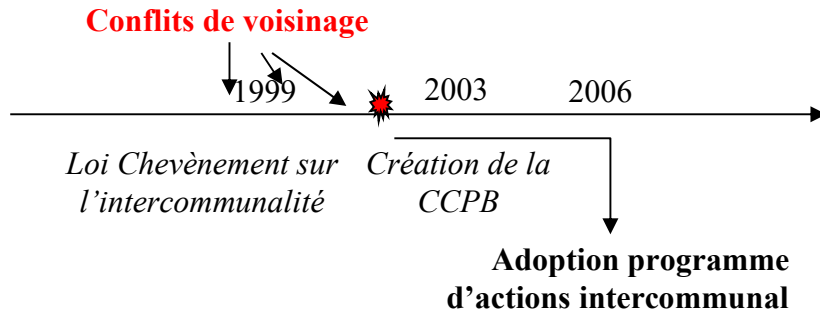 Conflits de voisinage
1999 2003 2006
Loi Chevènement sur
l’intercommunalité
Création de la
CCPB
Adoption programme
d’actions intercommunal